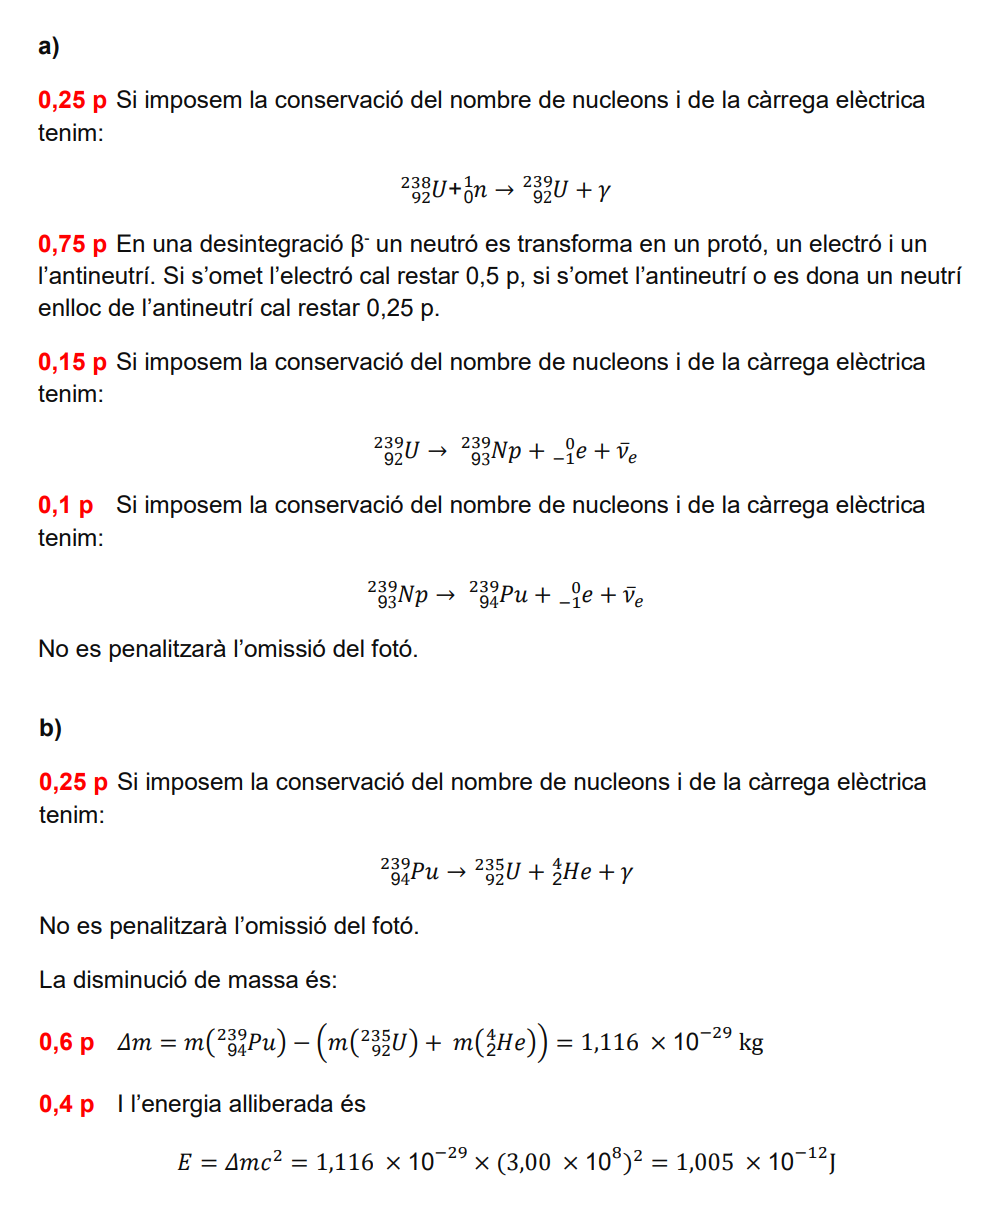 a)
0,25 p Si imposem la conservació del nombre de nucleons i de la càrrega elèctrica
tenim:
$^{238}_{92}U + ^{1}_{0}n \rightarrow ^{239}_{92}U + \gamma$
0,75 p En una desintegració β⁻ un neutró es transforma en un protó, un electró i un
l’antineutrí. Si s’omet l’electró cal restar 0,5 p, si s’omet l’antineutrí o es dona un neutrí
enlloc de l’antineutrí cal restar 0,25 p.
0,15 p Si imposem la conservació del nombre de nucleons i de la càrrega elèctrica
tenim:
$^{239}_{92}U \rightarrow ^{239}_{93}Np + ^{0}_{-1}e + \bar{\nu}_e$
0,1 p Si imposem la conservació del nombre de nucleons i de la càrrega elèctrica
tenim:
$^{239}_{93}Np \rightarrow ^{239}_{94}Pu + ^{0}_{-1}e + \bar{\nu}_e$
No es penalitzarà l’omissió del fotó.
b)
0,25 p Si imposem la conservació del nombre de nucleons i de la càrrega elèctrica
tenim:
$^{239}_{94}Pu \rightarrow ^{235}_{92}U + ^{4}_{2}He + \gamma$
No es penalitzarà l’omissió del fotó.
La disminució de massa és:
0,6 p $\Delta m = m(^{239}_{94}Pu) - (m(^{235}_{92}U) + m(^{4}_{2}He)) = 1,116 \times 10^{-29}$ kg
0,4 p I l’energia alliberada és
$E = \Delta mc^2 = 1,116 \times 10^{-29} \times (3,00 \times 10^8)^2 = 1,005 \times 10^{-12}$J